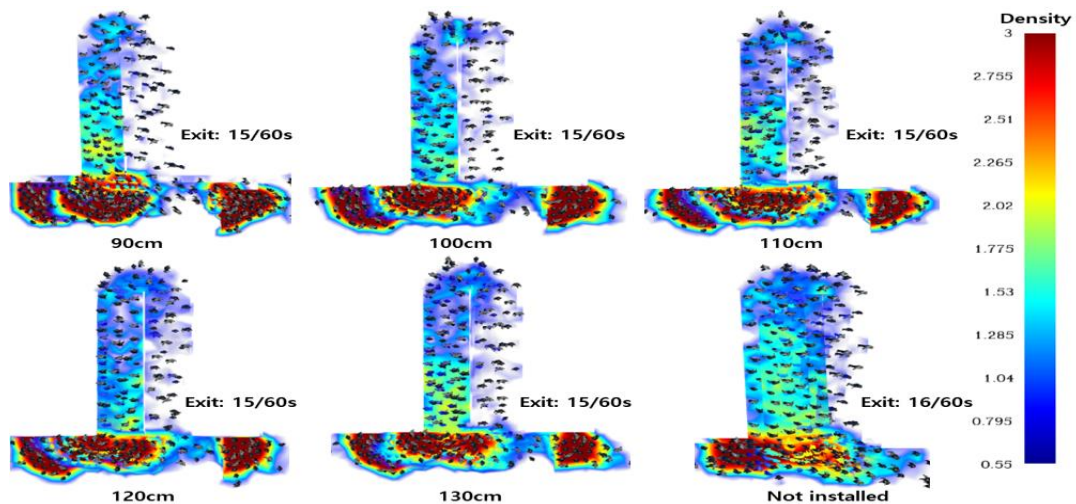 Density
3
2.755
2.51
2.265
2.02
1.775
1.53
1.285
1.04
0.795
0.55
Exit: 15/60s
Exit: 15/60s
Exit: 15/60s
90cm
100cm
110cm
Exit: 15/60s
Exit: 15/60s
Exit: 16/60s
120cm
130cm
Not installed